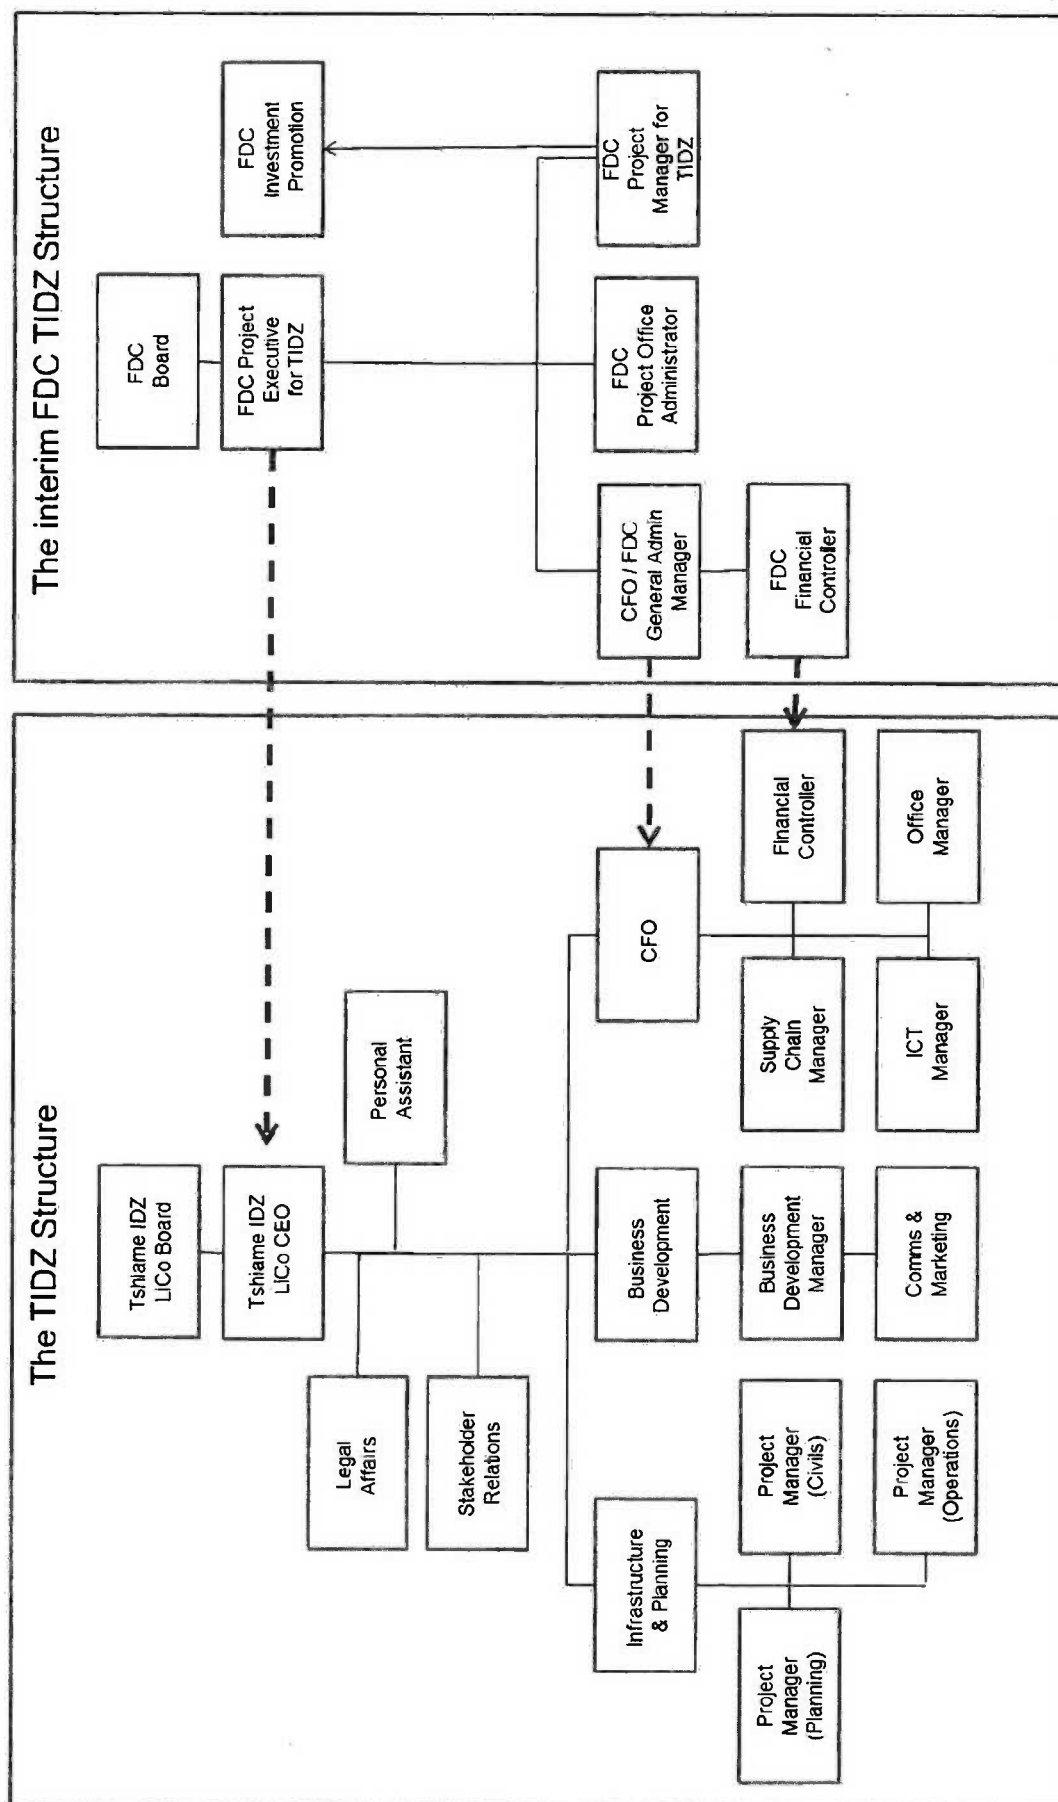 The TIDZ Structure
Tshiame IDZ
LiCo Board
Tshiame IDZ
LiCo CEO
Legal
Affairs
Personal
Assistant
Stakeholder
Relations
Infrastructure
& Planning
Business
Development
CFO
Project
Manager
(Planning)
Project
Manager
(Civils)
Business
Development
Manager
Supply
Chain
Manager
Financial
Controller
Project
Manager
(Operations)
Comms &
Marketing
ICT
Manager
Office
Manager
The interim FDC TIDZ Structure
FDC
Board
FDC Project
Executive
for TIDZ
FDC
Investment
Promotion
CFO / FDC
General Admin
Manager
FDC
Project Office
Administrator
FDC
Project
Manager for
TIDZ
FDC
Financial
Controller